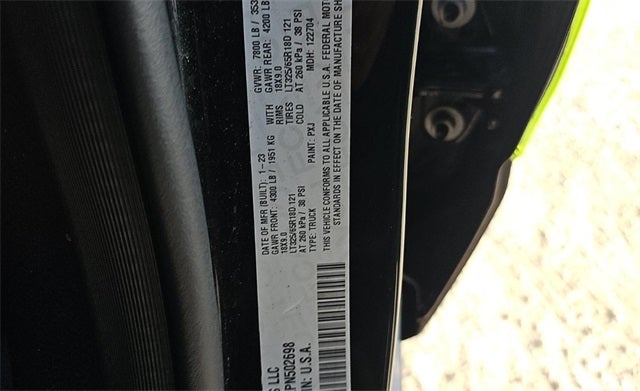 DATE OF MFR (BUILT): 1-23 GVWR: 7800 LB / 353
GAWR FRONT: 4300 LB / 1951 KG WITH GAWR REAR: 4200 LB
18X9.0 RIMS 18X9.0
LT325/65R18D 121 TIRES LT325/65R18D 121
AT 260 kPa / 38 PSI COLD AT 260 kPa / 38 PSI
TYPE: TRUCK PAINT: PXJ MDH: 122704
THIS VEHICLE CONFORMS TO ALL APPLICABLE U.S.A. FEDERAL MOTO
STANDARDS IN EFFECT ON THE DATE OF MANUFACTURE SH
S LLC
PN502698
IN: U.S.A.